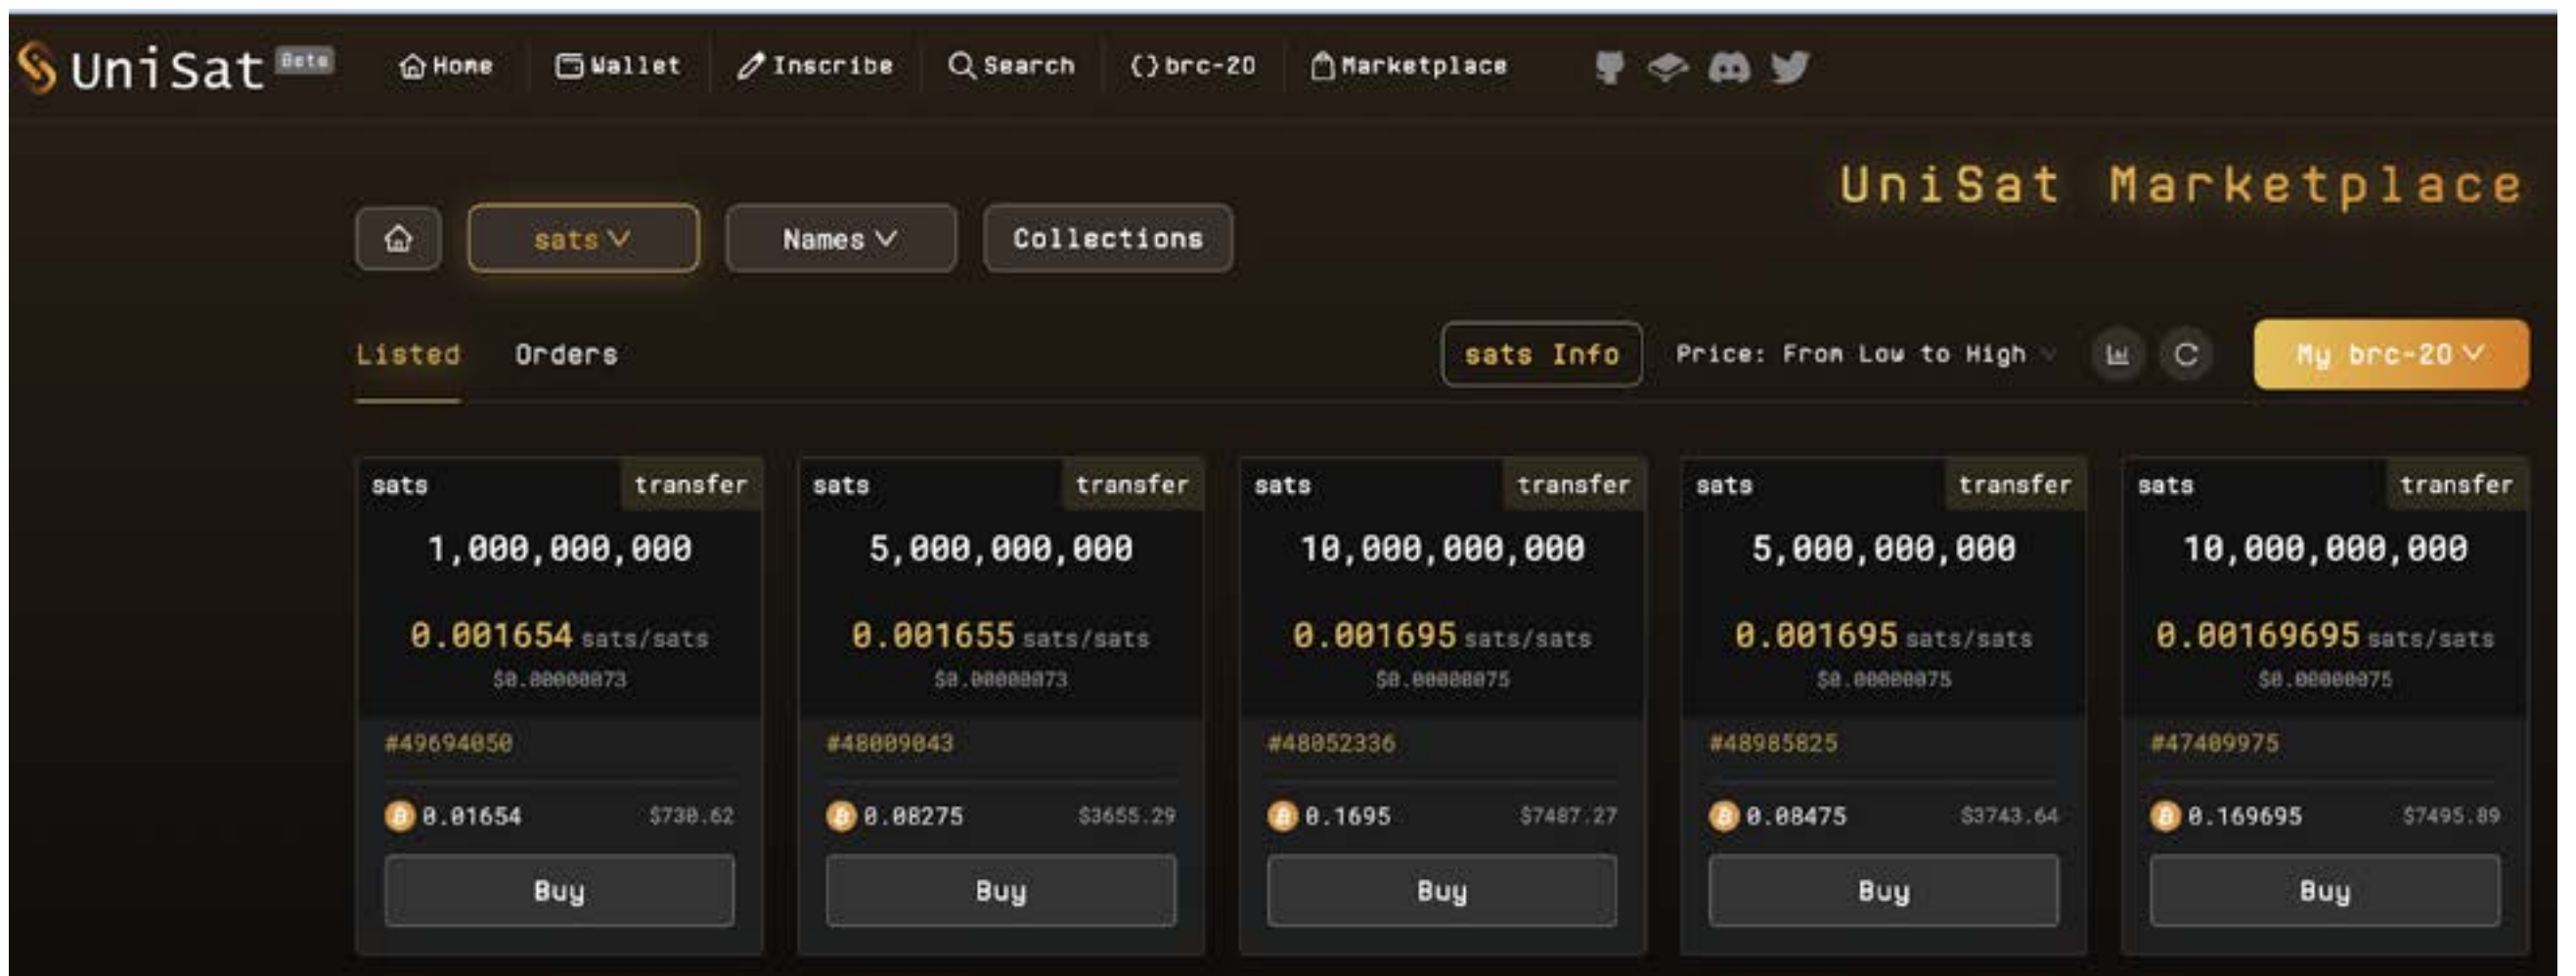 UniSat Beta Home Wallet Inscribe Search brc-20 Marketplace
UniSat Marketplace
sats Names Collections
Listed Orders sats Info Price: From Low to High My brc-20
sats transfer
1,000,000,000
0.001654 sats/sats
$0.00000073
#49694050
0.01654 $730.62
Buy
sats transfer
5,000,000,000
0.001655 sats/sats
$0.00000073
#48009043
0.08275 $3655.29
Buy
sats transfer
10,000,000,000
0.001695 sats/sats
$0.00000075
#48052336
0.1695 $7487.27
Buy
sats transfer
5,000,000,000
0.001695 sats/sats
$0.00000075
#48985825
0.08475 $3743.64
Buy
sats transfer
10,000,000,000
0.00169695 sats/sats
$0.00000075
#47409975
0.169695 $7495.89
Buy